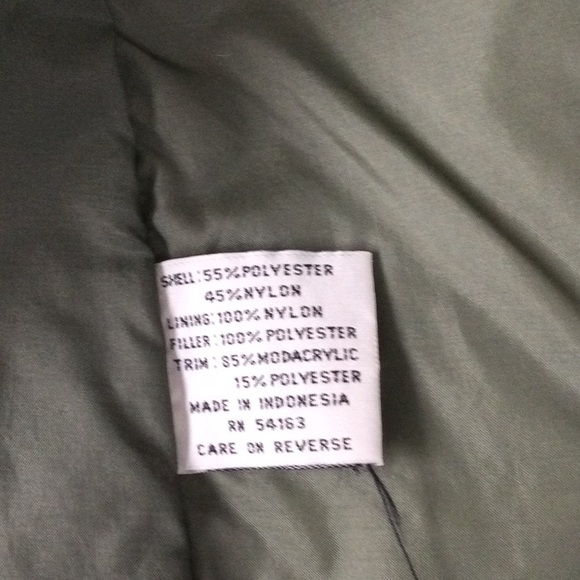 SHELL:55%POLYESTER
45%NYLON
LINING:100%NYLON
FILLER:100%POLYESTER
TRIM:85%MODACRYLIC
15%POLYESTER
MADE IN INDONESIA
RN 54163
CARE ON REVERSE